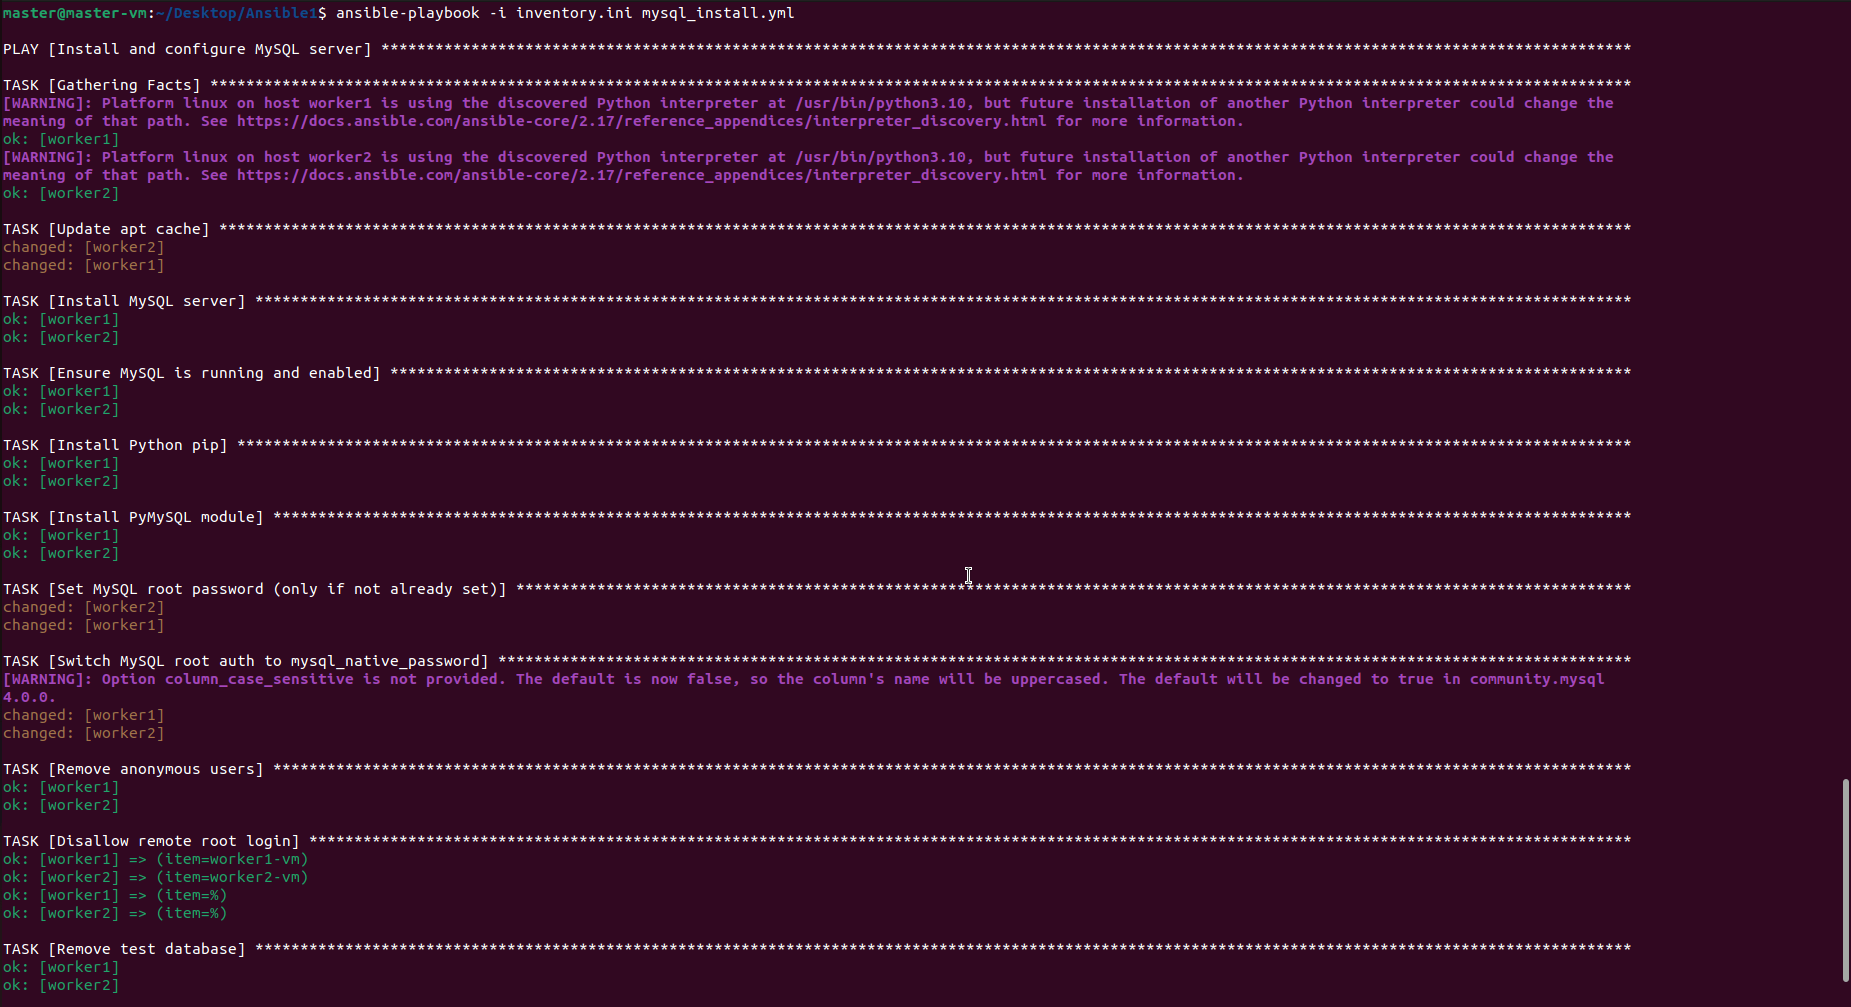 master@master-vm:~/Desktop/Ansible1$ ansible-playbook -i inventory.ini mysql_install.yml
PLAY [Install and configure MySQL server] *******************************************************************************************************************************************
TASK [Gathering Facts] **************************************************************************************************************************************************************
[WARNING]: Platform linux on host worker1 is using the discovered Python interpreter at /usr/bin/python3.10, but future installation of another Python interpreter could change the
meaning of that path. See https://docs.ansible.com/ansible-core/2.17/reference_appendices/interpreter_discovery.html for more information.
ok: [worker1]
[WARNING]: Platform linux on host worker2 is using the discovered Python interpreter at /usr/bin/python3.10, but future installation of another Python interpreter could change the
meaning of that path. See https://docs.ansible.com/ansible-core/2.17/reference_appendices/interpreter_discovery.html for more information.
ok: [worker2]
TASK [Update apt cache] *************************************************************************************************************************************************************
changed: [worker2]
changed: [worker1]
TASK [Install MySQL server] *********************************************************************************************************************************************************
ok: [worker1]
ok: [worker2]
TASK [Ensure MySQL is running and enabled] ******************************************************************************************************************************************
ok: [worker1]
ok: [worker2]
TASK [Install Python pip] ***********************************************************************************************************************************************************
ok: [worker1]
ok: [worker2]
TASK [Install PyMySQL module] *******************************************************************************************************************************************************
ok: [worker1]
ok: [worker2]
TASK [Set MySQL root password (only if not already set)] ****************************************************************************************************************************
changed: [worker2]
changed: [worker1]
TASK [Switch MySQL root auth to mysql_native_password] ******************************************************************************************************************************
[WARNING]: Option column_case_sensitive is not provided. The default is now false, so the column's name will be uppercased. The default will be changed to true in community.mysql
4.0.0.
changed: [worker1]
changed: [worker2]
TASK [Remove anonymous users] *******************************************************************************************************************************************************
ok: [worker1]
ok: [worker2]
TASK [Disallow remote root login] ***************************************************************************************************************************************************
ok: [worker1] => (item=worker1-vm)
ok: [worker2] => (item=worker2-vm)
ok: [worker1] => (item=%)
ok: [worker2] => (item=%)
TASK [Remove test database] *********************************************************************************************************************************************************
ok: [worker1]
ok: [worker2]